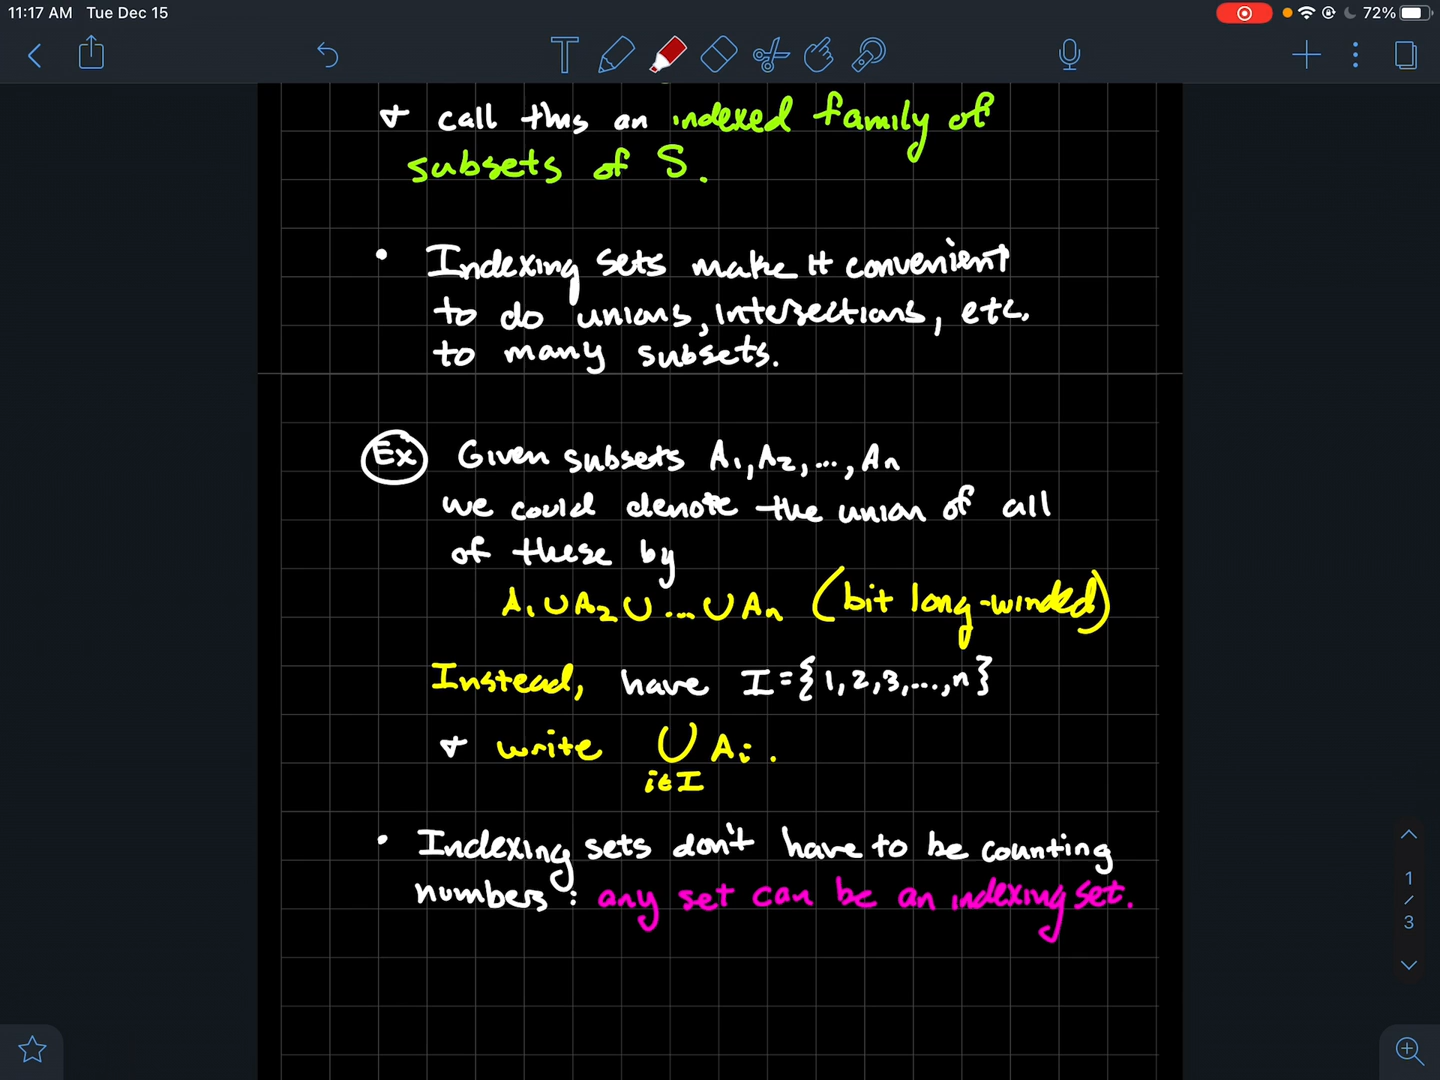 11:17 AM Tue Dec 15
72%
& call this an indexed family of
subsets of S.
• Indexing sets make it convenient
to do unions, intersections, etc.
to many subsets.
Ex Given subsets A₁, A₂, ..., Aₙ
we could denote the union of all
of these by
A₁ ∪ A₂ ∪ ... ∪ Aₙ (bit long-winded)
Instead, have I = {1, 2, 3, ..., n}
& write ⋃ Aᵢ.
i∈I
• Indexing sets don't have to be counting
numbers: any set can be an indexing set.
1
/
3